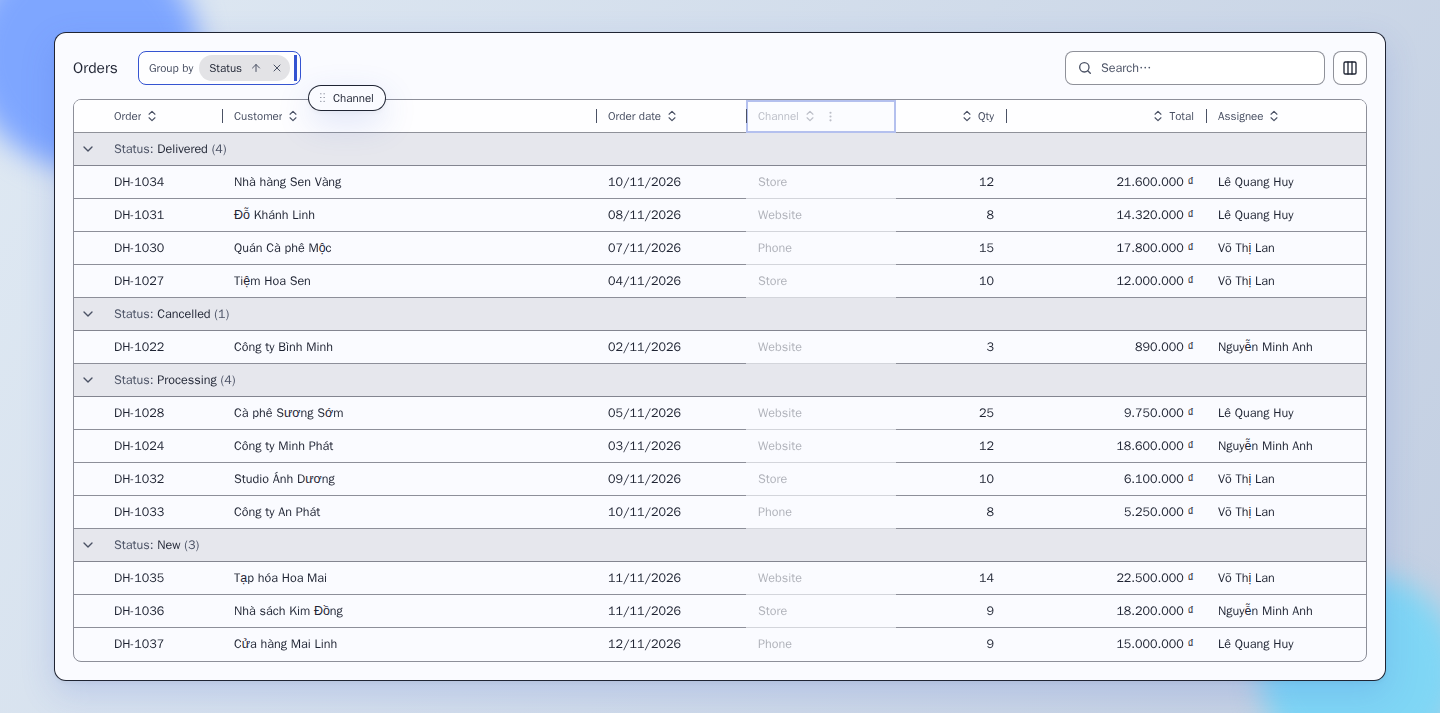 Orders Group by Status Search⋯
Channel
Order Customer Order date Channel Qty Total Assignee
Status: Delivered (4)
DH-1034 Nhà hàng Sen Vàng 10/11/2026 Store 12 21.600.000 ₫ Lê Quang Huy
DH-1031 Đỗ Khánh Linh 08/11/2026 Website 8 14.320.000 ₫ Lê Quang Huy
DH-1030 Quán Cà phê Mộc 07/11/2026 Phone 15 17.800.000 ₫ Võ Thị Lan
DH-1027 Tiệm Hoa Sen 04/11/2026 Store 10 12.000.000 ₫ Võ Thị Lan
Status: Cancelled (1)
DH-1022 Công ty Bình Minh 02/11/2026 Website 3 890.000 ₫ Nguyễn Minh Anh
Status: Processing (4)
DH-1028 Cà phê Sương Sớm 05/11/2026 Website 25 9.750.000 ₫ Lê Quang Huy
DH-1024 Công ty Minh Phát 03/11/2026 Website 12 18.600.000 ₫ Nguyễn Minh Anh
DH-1032 Studio Ánh Dương 09/11/2026 Store 10 6.100.000 ₫ Võ Thị Lan
DH-1033 Công ty An Phát 10/11/2026 Phone 8 5.250.000 ₫ Võ Thị Lan
Status: New (3)
DH-1035 Tạp hóa Hoa Mai 11/11/2026 Website 14 22.500.000 ₫ Võ Thị Lan
DH-1036 Nhà sách Kim Đồng 11/11/2026 Store 9 18.200.000 ₫ Nguyễn Minh Anh
DH-1037 Cửa hàng Mai Linh 12/11/2026 Phone 9 15.000.000 ₫ Lê Quang Huy